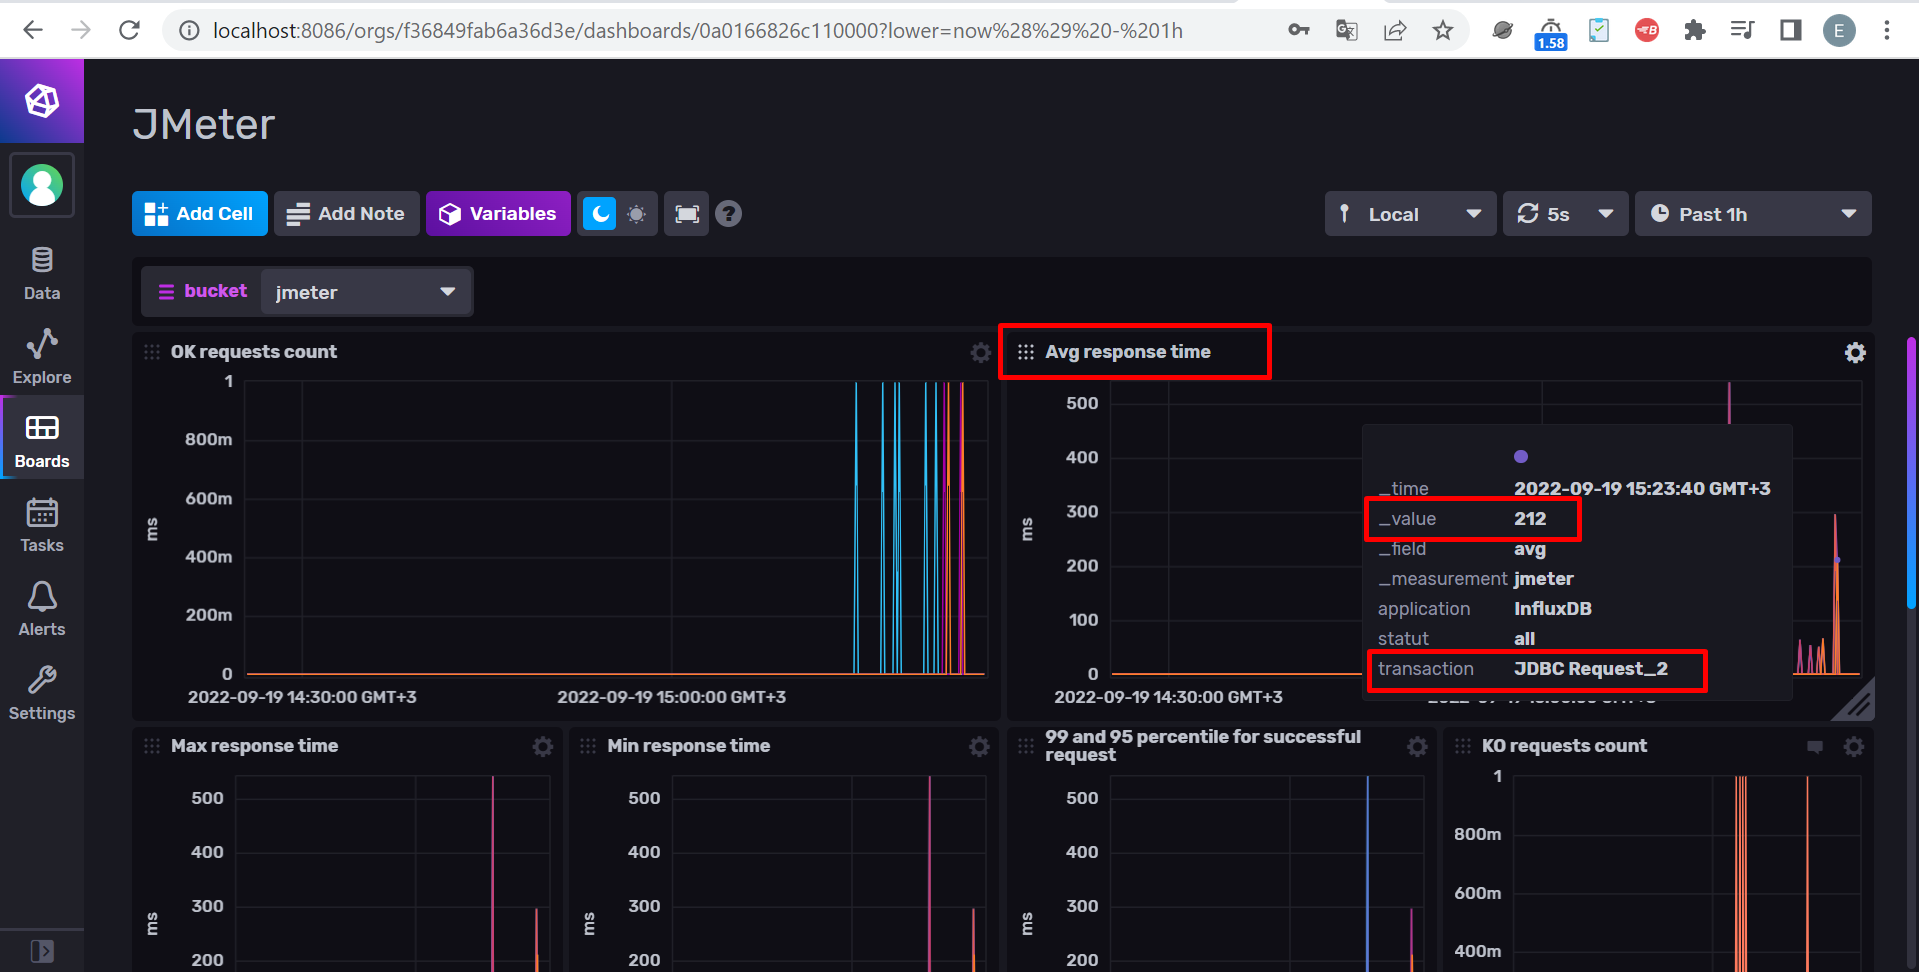 localhost:8086/orgs/f36849fab6a36d3e/dashboards/0a0166826c110000?lower=now%28%29%20-%201h
1.58
B
E
JMeter
Add Cell
Add Note
Variables
?
Local
5s
Past 1h
Data
Explore
Boards
Tasks
Alerts
Settings
bucket
jmeter
OK requests count
1
800m
600m
400m
200m
0
ms
2022-09-19 14:30:00 GMT+3
2022-09-19 15:00:00 GMT+3
Avg response time
500
400
300
200
100
0
ms
2022-09-19 14:30:00 GMT+3
_time 2022-09-19 15:23:40 GMT+3
_value 212
_field avg
_measurement jmeter
application InfluxDB
statut all
transaction JDBC Request_2
Max response time
500
400
300
200
ms
Min response time
500
400
300
200
ms
99 and 95 percentile for successful
request
500
400
300
200
ms
KO requests count
1
800m
600m
400m